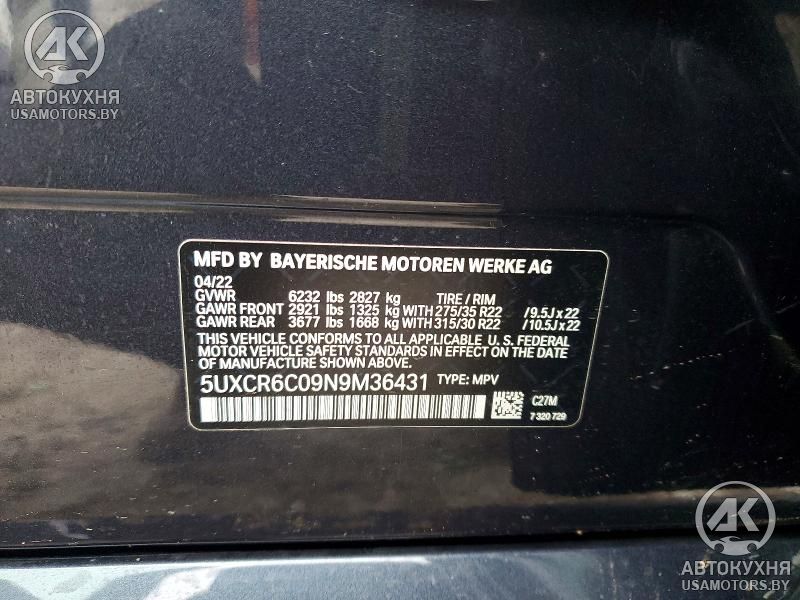 AK
АВТОКУХНЯ
USAMOTORS.BY
MFD BY BAYERISCHE MOTOREN WERKE AG
04/22
GVWR 6232 lbs 2827 kg TIRE / RIM
GAWR FRONT 2921 lbs 1325 kg WITH 275/35 R22 /9.5J x 22
GAWR REAR 3677 lbs 1668 kg WITH 315/30 R22 /10.5J x 22
THIS VEHICLE CONFORMS TO ALL APPLICABLE U. S. FEDERAL
MOTOR VEHICLE SAFETY STANDARDS IN EFFECT ON THE DATE
OF MANUFACTURE SHOWN ABOVE.
5UXCR6C09N9M36431 TYPE: MPV
C27M
7 320 729
AK
АВТОКУХНЯ
USAMOTORS.BY